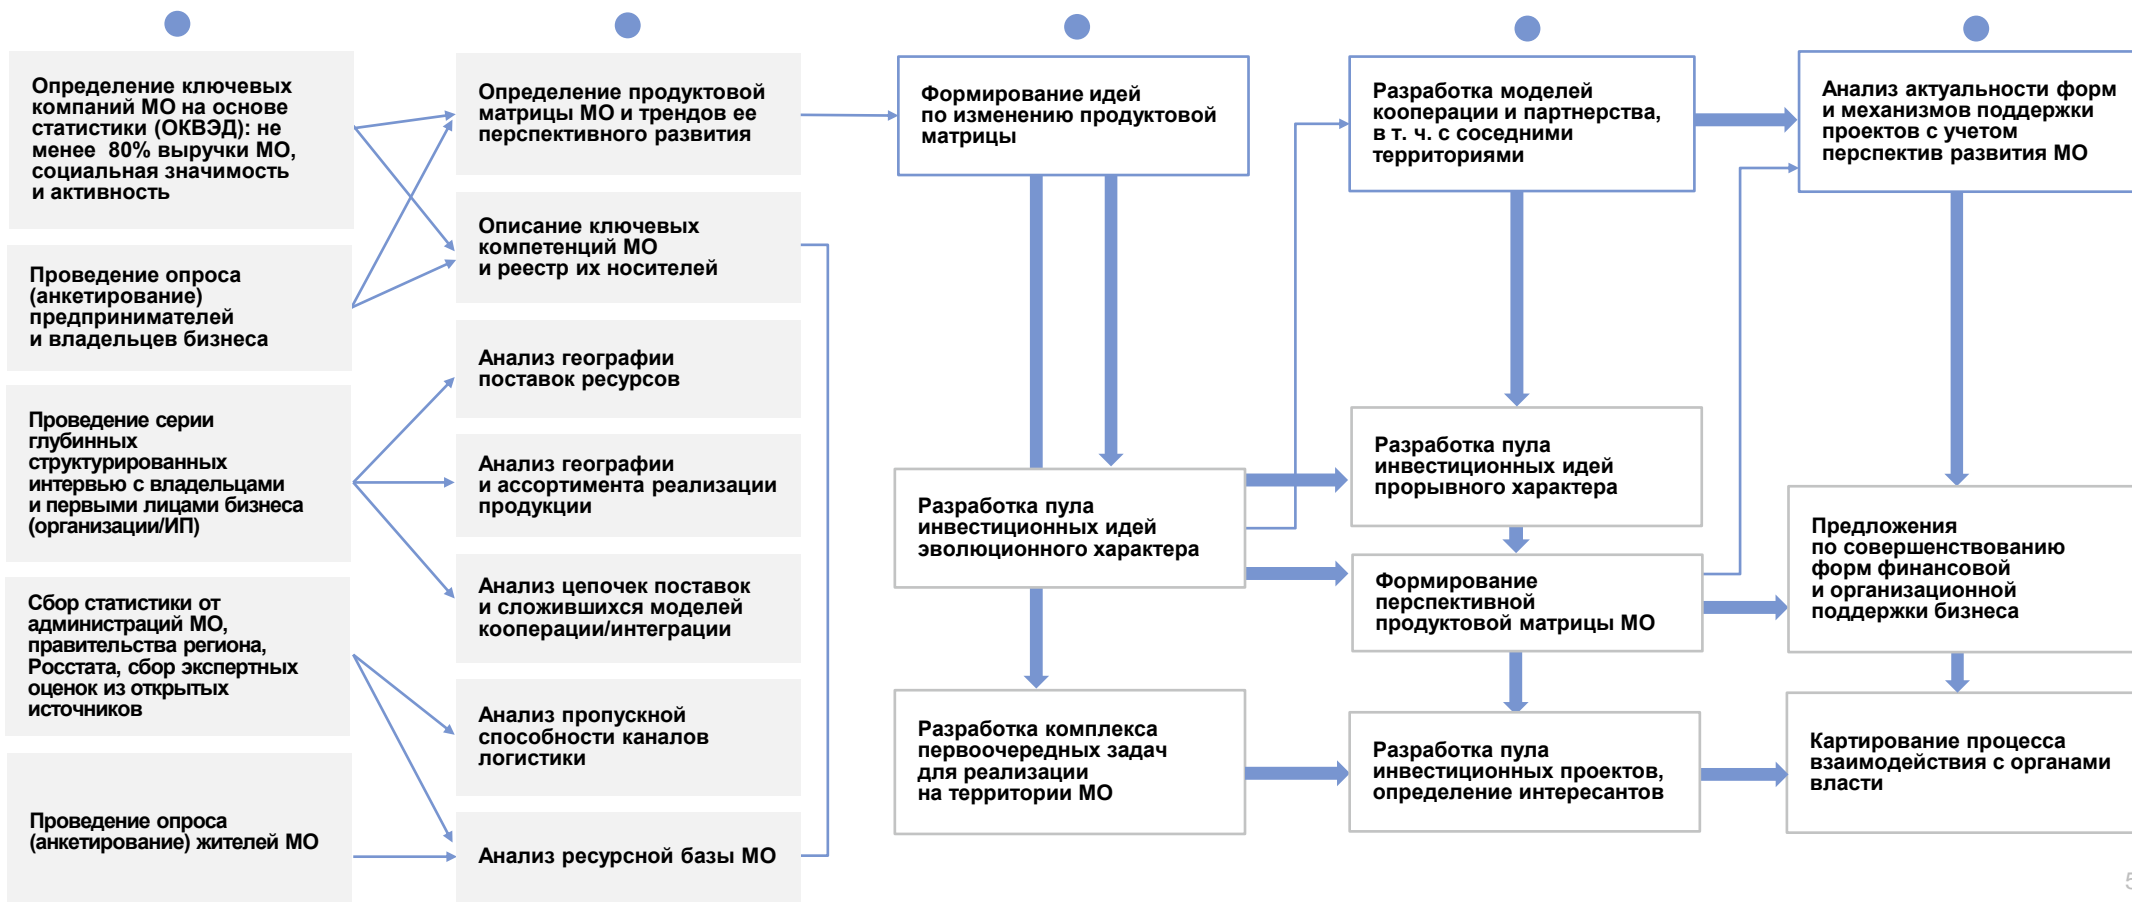 Определение ключевых
компаний МО на основе
статистики (ОКВЭД): не
менее 80% выручки МО,
социальная значимость
и активность
Проведение опроса
(анкетирование)
предпринимателей
и владельцев бизнеса
Проведение серии
глубинных
структурированных
интервью с владельцами
и первыми лицами бизнеса
(организации/ИП)
Сбор статистики от
администраций МО,
правительства региона,
Росстата, сбор экспертных
оценок из открытых
источников
Проведение опроса
(анкетирование) жителей МО
Определение продуктовой
матрицы МО и трендов ее
перспективного развития
Описание ключевых
компетенций МО
и реестр их носителей
Анализ географии
поставок ресурсов
Анализ географии
и ассортимента реализации
продукции
Анализ цепочек поставок
и сложившихся моделей
кооперации/интеграции
Анализ пропускной
способности каналов
логистики
Анализ ресурсной базы МО
Формирование идей
по изменению продуктовой
матрицы
Разработка пула
инвестиционных идей
эволюционного характера
Разработка комплекса
первоочередных задач
для реализации
на территории МО
Разработка моделей
кооперации и партнерства,
в т. ч. с соседними
территориями
Разработка пула
инвестиционных идей
прорывного характера
Формирование
перспективной
продуктовой матрицы МО
Разработка пула
инвестиционных проектов,
определение интересантов
Анализ актуальности форм
и механизмов поддержки
проектов с учетом
перспектив развития МО
Предложения
по совершенствованию
форм финансовой
и организационной
поддержки бизнеса
Картирование процесса
взаимодействия с органами
власти
5